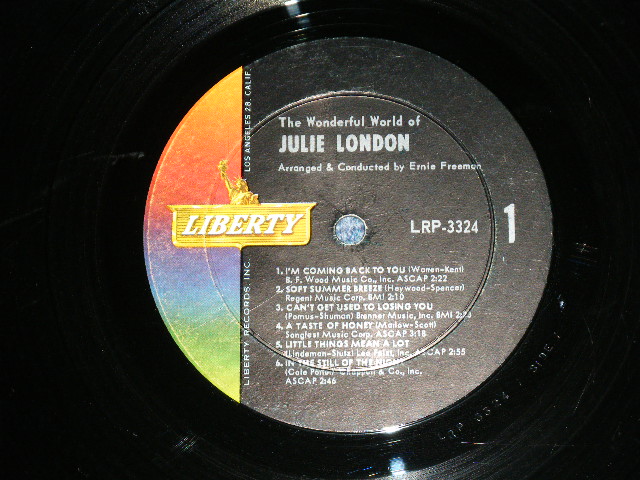 The Wonderful World of
JULIE LONDON
Arranged & Conducted by Ernie Freeman
LIBERTY
LRP-3324
1
1. I'M COMING BACK TO YOU (Warren-Kent)
B. F. Wood Music Co., Inc. ASCAP 2:22
2. SOFT SUMMER BREEZE (Heywood-Spencer)
Regent Music Corp. BMI 2:10
3. CAN'T GET USED TO LOSING YOU
(Pomus-Shuman) Brenner Music, Inc. BMI
4. A TASTE OF HONEY (Marlow-Scott)
Songfest Music Corp. ASCAP 3:18
5. LITTLE THINGS MEAN A LOT
(Lindeman-Stutz) Leo Feist, Inc. ASCAP 2:55
6. IN THE STILL OF THE NIGHT
(Cole Porter) Chappell & Co., Inc.
ASCAP 2:46
LIBERTY RECORDS, INC.
LOS ANGELES 28, CALIF.
LRP 3324 SIDE 1